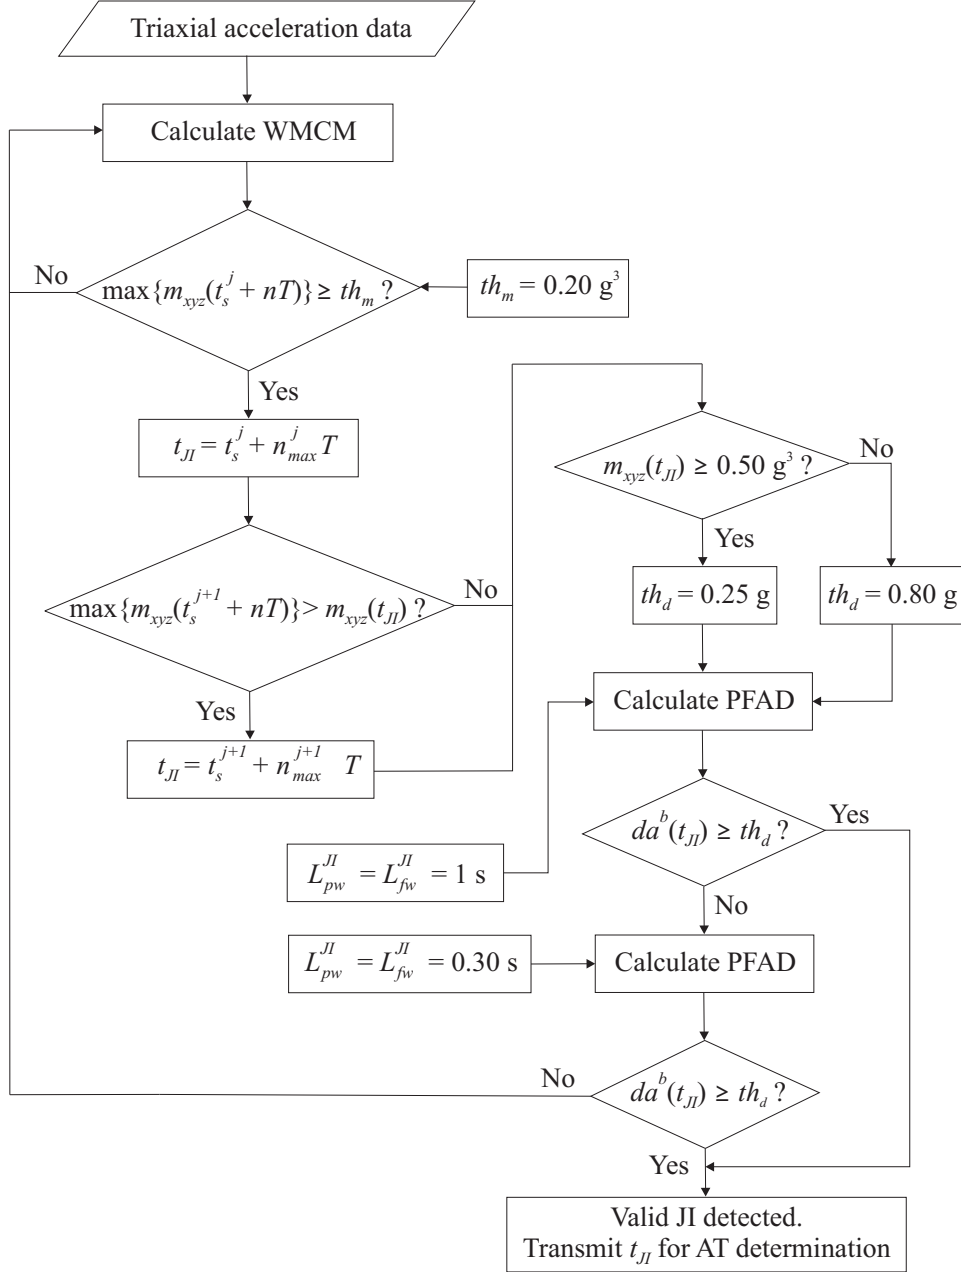 Triaxial acceleration data
Calculate WMCM
No
max{m_xyz(t_s^j + nT)} ≥ th_m ?
th_m = 0.20 g³
Yes
t_JI = t_s^j + n_max^j T
m_xyz(t_JI) ≥ 0.50 g³ ?
No
Yes
max{m_xyz(t_s^{j+1} + nT)} > m_xyz(t_JI) ?
No
th_d = 0.25 g
th_d = 0.80 g
Yes
Calculate PFAD
t_JI = t_s^{j+1} + n_max^{j+1} T
da^b(t_JI) ≥ th_d ?
Yes
L_pw^JI = L_fw^JI = 1 s
No
L_pw^JI = L_fw^JI = 0.30 s
Calculate PFAD
No
da^b(t_JI) ≥ th_d ?
Yes
Valid JI detected.
Transmit t_JI for AT determination